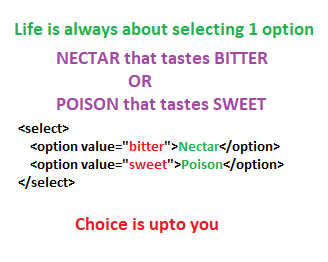 Life is always about selecting 1 option
NECTAR that tastes BITTER
OR
POISON that tastes SWEET
<select>
<option value="bitter">Nectar</option>
<option value="sweet">Poison</option>
</select>
Choice is upto you